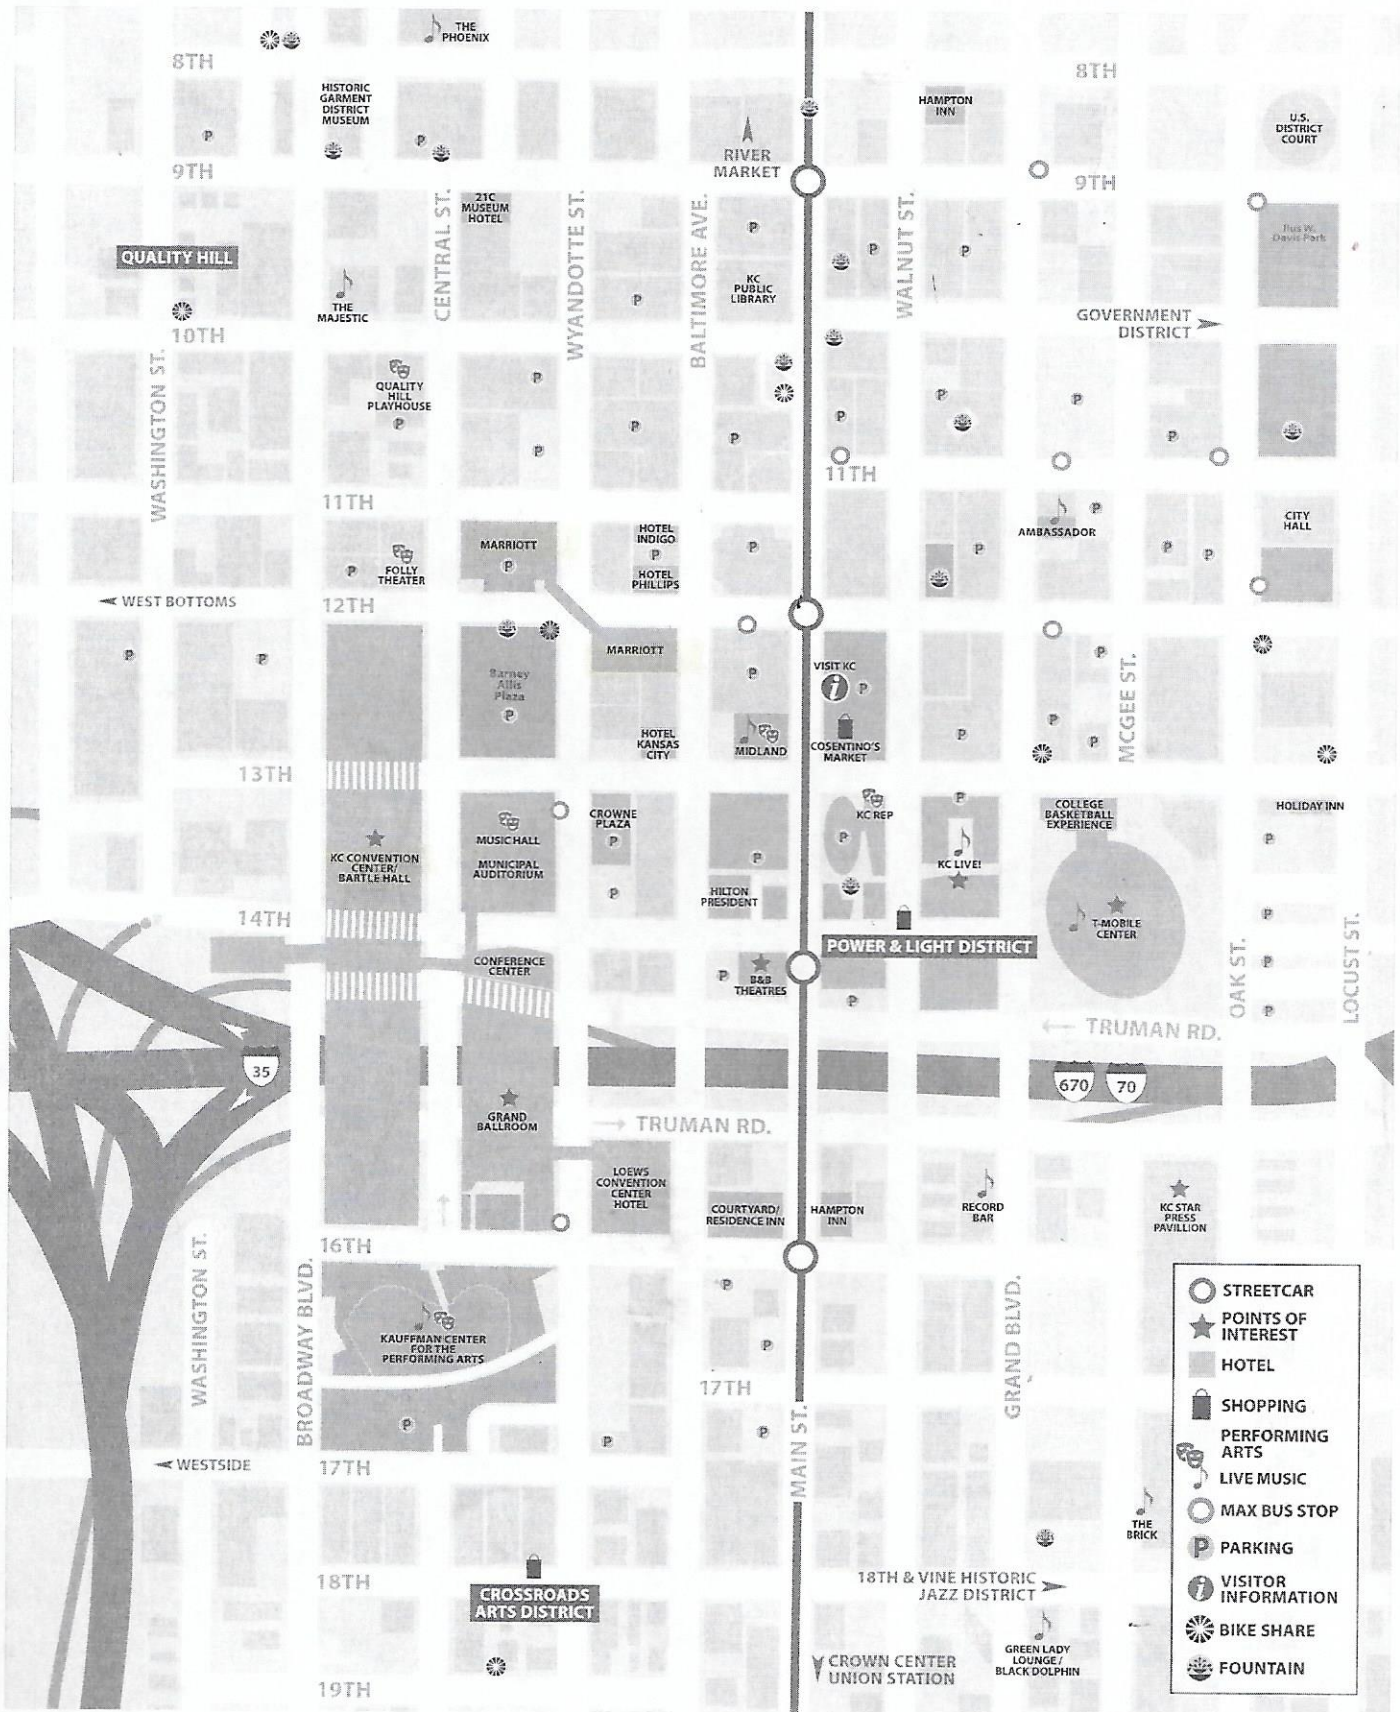 THE
PHOENIX
8TH
8TH
HISTORIC
GARMENT
DISTRICT
MUSEUM
P
P
HAMPTON
INN
U.S.
DISTRICT
COURT
RIVER
MARKET
9TH
9TH
21C
MUSEUM
HOTEL
CENTRAL ST.
WYANDOTTE ST.
BALTIMORE AVE.
WALNUT ST.
P
P
P
Ilus W.
Davis Park
QUALITY HILL
THE
MAJESTIC
P
KC
PUBLIC
LIBRARY
GOVERNMENT
DISTRICT
10TH
WASHINGTON ST.
QUALITY
HILL
PLAYHOUSE
P
P
P
P
P
P
P
P
P
11TH
11TH
MARRIOTT
P
HOTEL
INDIGO
P
HOTEL
PHILLIPS
P
P
AMBASSADOR
P
P
P
CITY
HALL
P
FOLLY
THEATER
WEST BOTTOMS
12TH
P
P
Barney
Allis
Plaza
P
MARRIOTT
P
VISIT KC
i
P
P
MCGEE ST.
HOTEL
KANSAS
CITY
MIDLAND
COSENTINO'S
MARKET
P
P
P
13TH
KC CONVENTION
CENTER/
BARTLE HALL
MUSIC HALL
MUNICIPAL
AUDITORIUM
CROWNE
PLAZA
P
P
P
HILTON
PRESIDENT
KC REP
P
P
KC LIVE!
COLLEGE
BASKETBALL
EXPERIENCE
T-MOBILE
CENTER
HOLIDAY INN
P
P
P
P
14TH
POWER & LIGHT DISTRICT
CONFERENCE
CENTER
P
B&B
THEATRES
P
OAK ST.
LOCUST ST.
TRUMAN RD.
35
670
70
GRAND
BALLROOM
TRUMAN RD.
LOEWS
CONVENTION
CENTER
HOTEL
COURTYARD/
RESIDENCE INN
HAMPTON
INN
RECORD
BAR
KC STAR
PRESS
PAVILION
16TH
WASHINGTON ST.
BROADWAY BLVD.
KAUFFMAN CENTER
FOR THE
PERFORMING ARTS
P
P
P
17TH
P
P
MAIN ST.
GRAND BLVD.
WESTSIDE
17TH
THE
BRICK
18TH
CROSSROADS
ARTS DISTRICT
18TH & VINE HISTORIC
JAZZ DISTRICT
GREEN LADY
LOUNGE/
BLACK DOLPHIN
CROWN CENTER
UNION STATION
19TH
STREETCAR
POINTS OF
INTEREST
HOTEL
SHOPPING
PERFORMING
ARTS
LIVE MUSIC
MAX BUS STOP
P PARKING
i VISITOR
INFORMATION
BIKE SHARE
FOUNTAIN